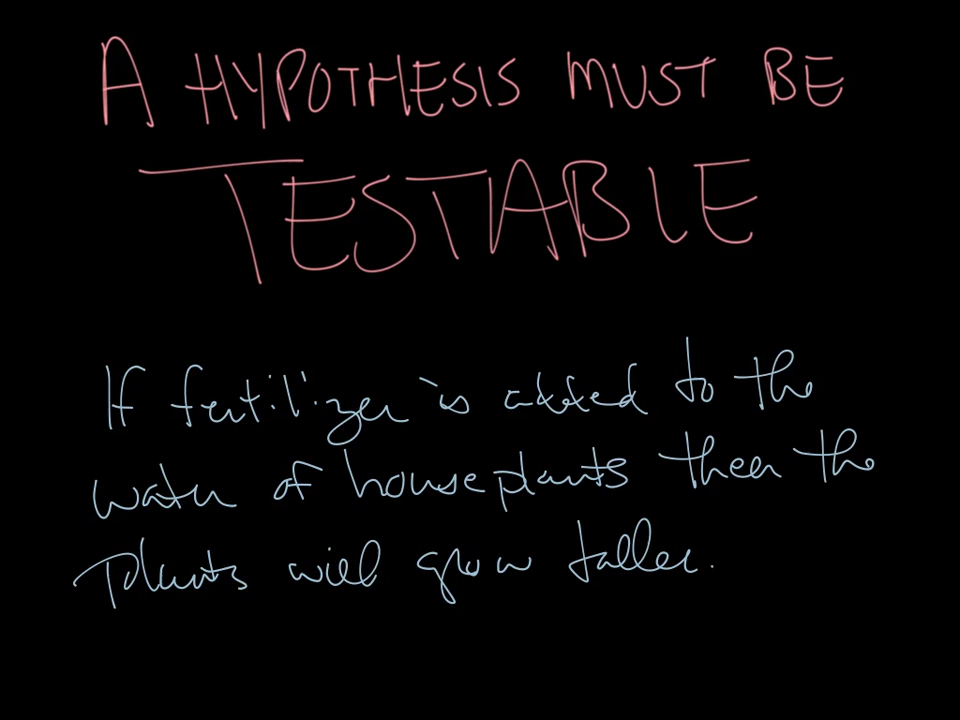 A HYPOTHESIS MUST BE
TESTABLE
If fertilizer is added to the
water of houseplants then the
plants will grow taller.